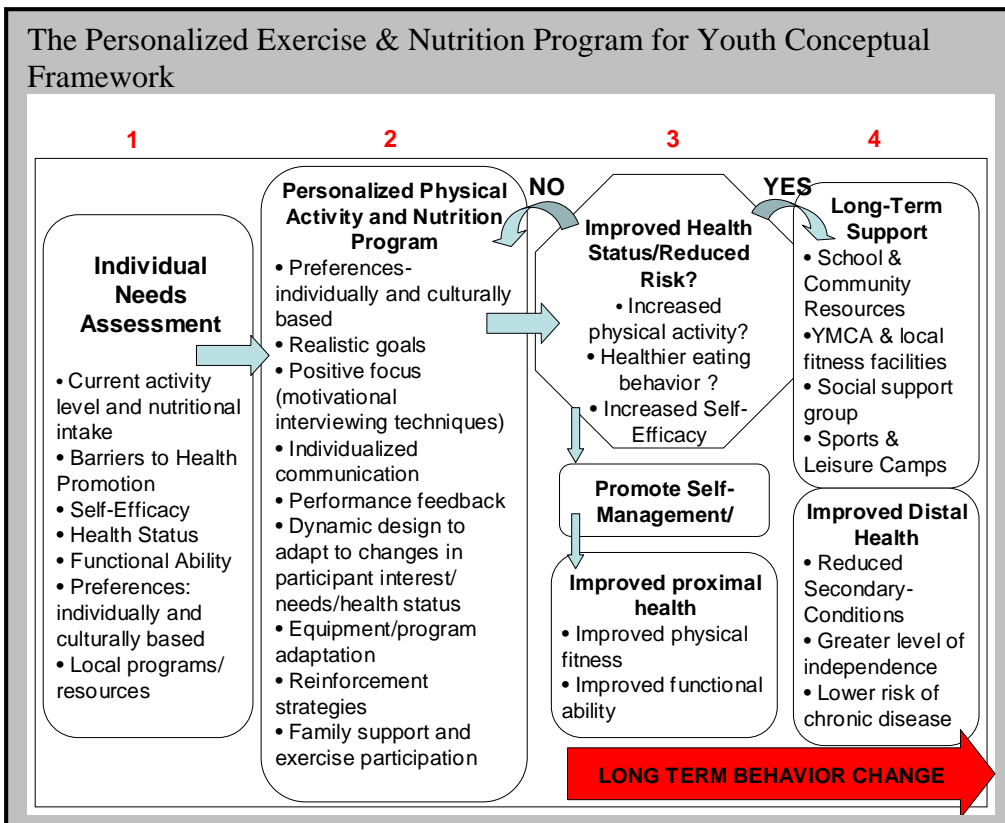 The Personalized Exercise & Nutrition Program for Youth Conceptual
Framework
1
2
3
4
Individual
Needs
Assessment
• Current activity
level and nutritional
intake
• Barriers to Health
Promotion
• Self-Efficacy
• Health Status
• Functional Ability
• Preferences:
individually and
culturally based
• Local programs/
resources
Personalized Physical
Activity and Nutrition
Program
• Preferences-
individually and culturally
based
• Realistic goals
• Positive focus
(motivational
interviewing techniques)
• Individualized
communication
• Performance feedback
• Dynamic design to
adapt to changes in
participant interest/
needs/health status
• Equipment/program
adaptation
• Reinforcement
strategies
• Family support and
exercise participation
NO
YES
Improved Health
Status/Reduced
Risk?
• Increased
physical activity?
• Healthier eating
behavior ?
• Increased Self-
Efficacy
Promote Self-
Management/
Improved proximal
health
• Improved physical
fitness
• Improved functional
ability
Long-Term
Support
• School &
Community
Resources
•YMCA & local
fitness facilities
• Social support
group
• Sports &
Leisure Camps
Improved Distal
Health
• Reduced
Secondary-
Conditions
• Greater level of
independence
• Lower risk of
chronic disease
LONG TERM BEHAVIOR CHANGE